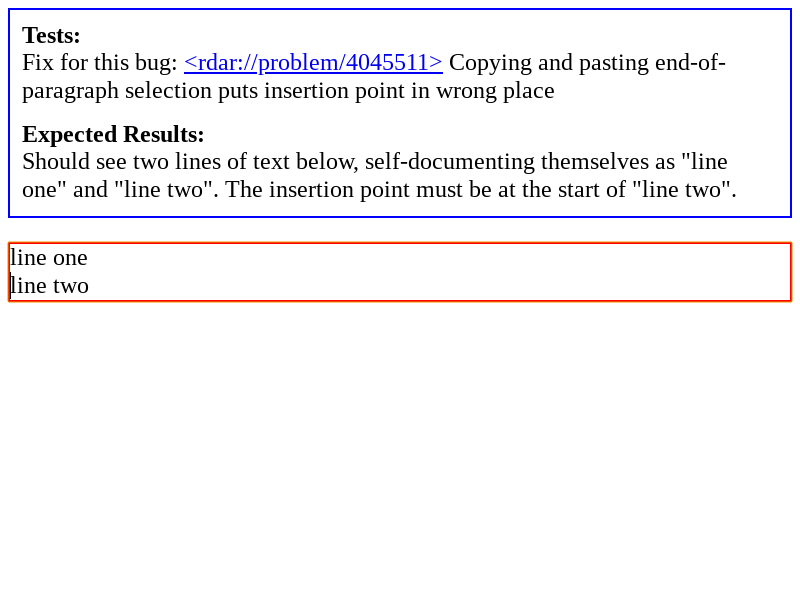 Tests:
Fix for this bug: <rdar://problem/4045511> Copying and pasting end-of-
paragraph selection puts insertion point in wrong place
Expected Results:
Should see two lines of text below, self-documenting themselves as "line
one" and "line two". The insertion point must be at the start of "line two".
line one
line two